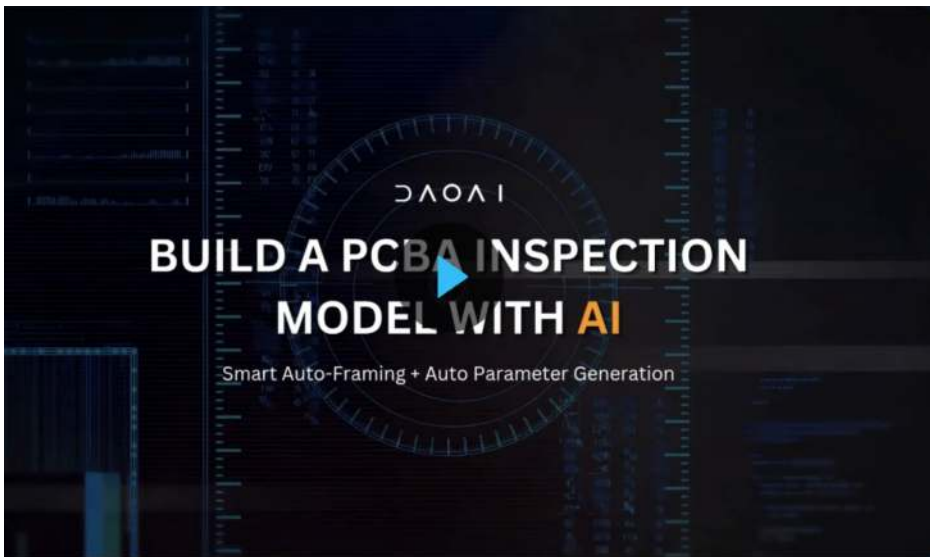 DAOAI
BUILD A PCBA INSPECTION
MODEL WITH AI
Smart Auto-Framing + Auto Parameter Generation